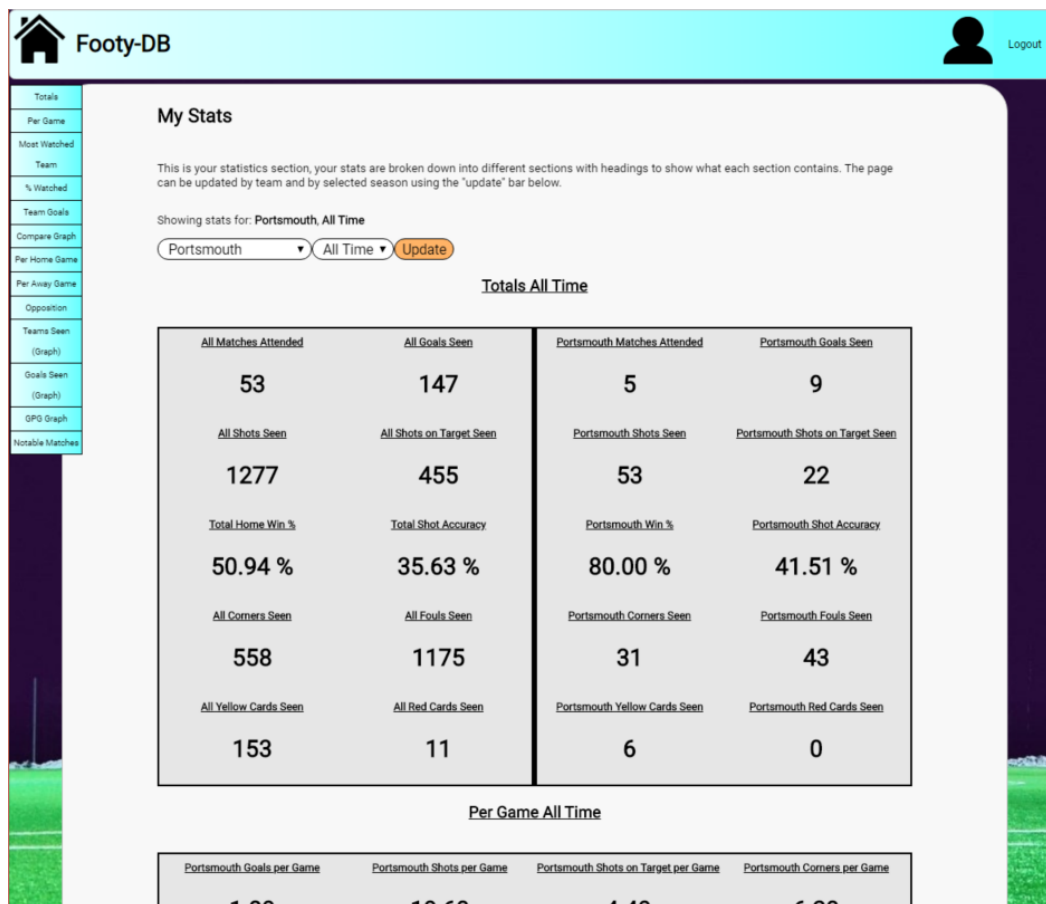 Footy-DB
Logout
Totals
Per Game
Most Watched
Team
% Watched
Team Goals
Compare Graph
Per Home Game
Per Away Game
Opposition
Teams Seen
(Graph)
Goals Seen
(Graph)
GPG Graph
Notable Matches
My Stats
This is your statistics section, your stats are broken down into different sections with headings to show what each section contains. The page
can be updated by team and by selected season using the "update" bar below.
Showing stats for: Portsmouth, All Time
Portsmouth All Time Update
Totals All Time
All Matches Attended All Goals Seen Portsmouth Matches Attended Portsmouth Goals Seen
53 147 5 9
All Shots Seen All Shots on Target Seen Portsmouth Shots Seen Portsmouth Shots on Target Seen
1277 455 53 22
Total Home Win % Total Shot Accuracy Portsmouth Win % Portsmouth Shot Accuracy
50.94 % 35.63 % 80.00 % 41.51 %
All Corners Seen All Fouls Seen Portsmouth Corners Seen Portsmouth Fouls Seen
558 1175 31 43
All Yellow Cards Seen All Red Cards Seen Portsmouth Yellow Cards Seen Portsmouth Red Cards Seen
153 11 6 0
Per Game All Time
Portsmouth Goals per Game Portsmouth Shots per Game Portsmouth Shots on Target per Game Portsmouth Corners per Game